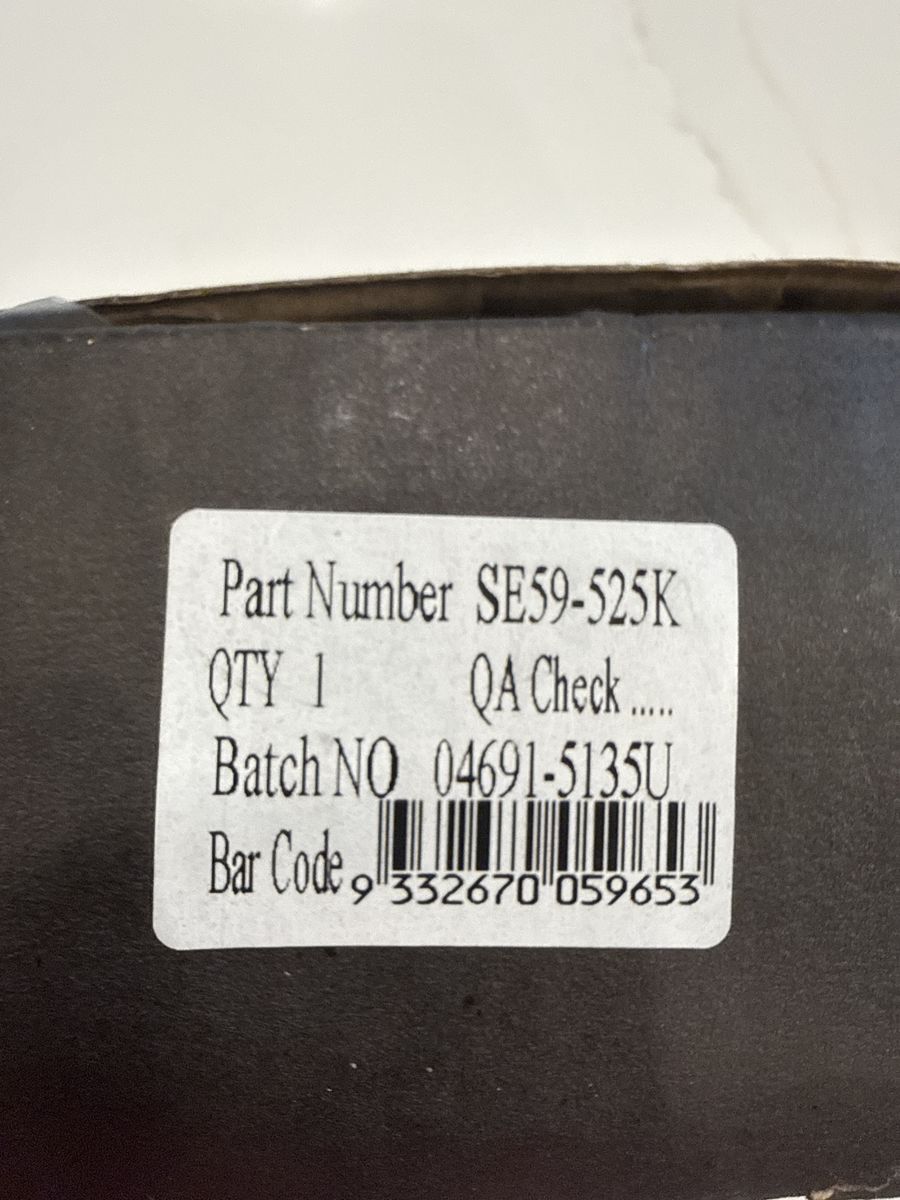 Part Number SE59-525K
QTY 1 QA Check .....
Batch NO 04691-5135U
Bar Code 9 332670 059653